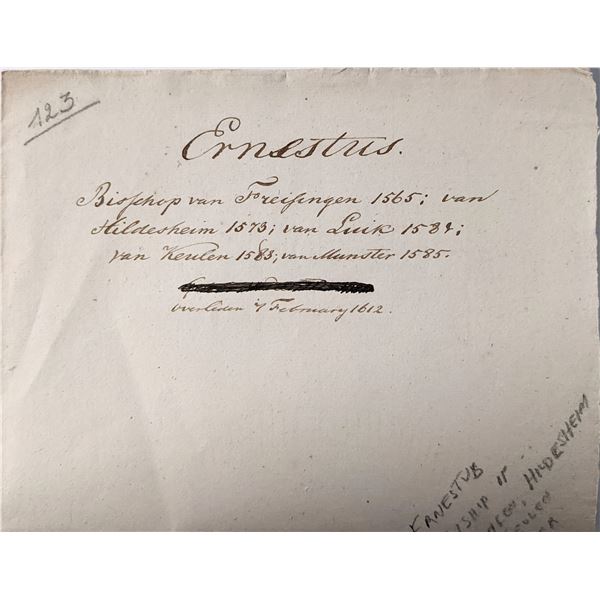 123
Ernestus.
Bisschop van Freisingen 1565; van
Hildesheim 1573; van Luik 1581;
van Keulen 1583; van Munster 1585.
overleden 7 February 1612.
ERNESTUS
HILDESHEIM